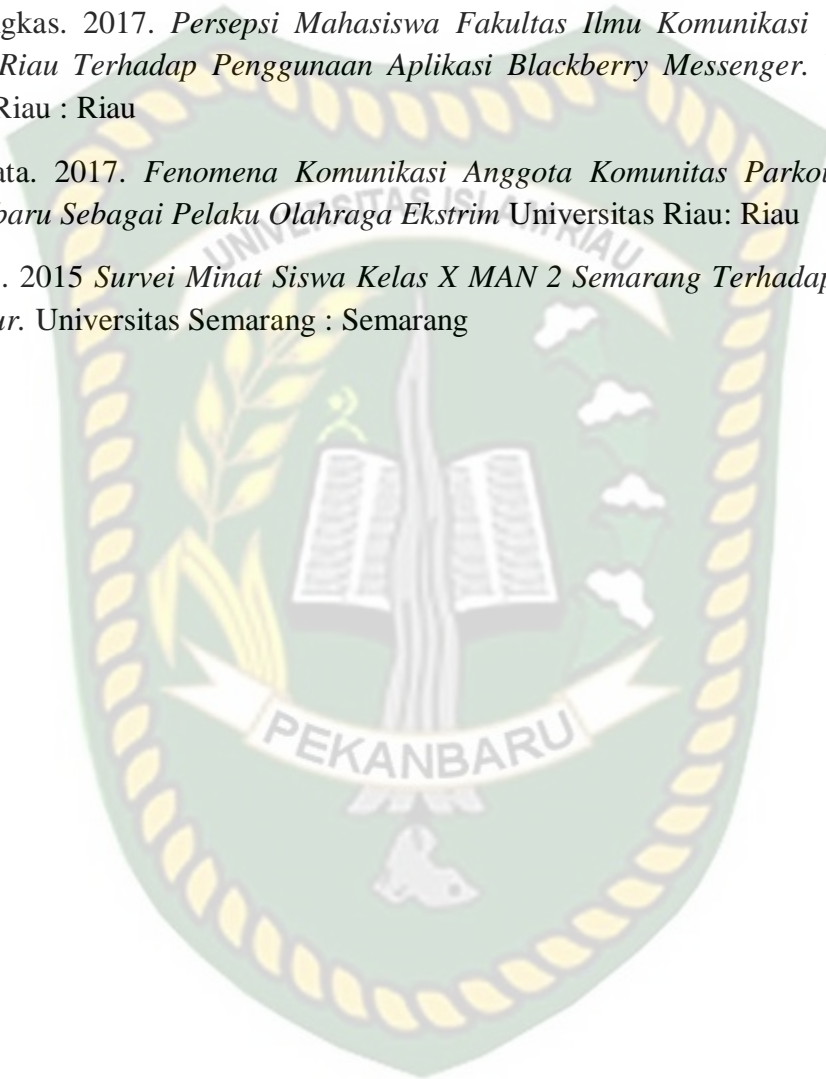 gkas. 2017. Persepsi Mahasiswa Fakultas Ilmu Komunikasi
Riau Terhadap Penggunaan Aplikasi Blackberry Messenger.
Riau : Riau
ata. 2017. Fenomena Komunikasi Anggota Komunitas Parkou
baru Sebagai Pelaku Olahraga Ekstrim Universitas Riau: Riau
. 2015 Survei Minat Siswa Kelas X MAN 2 Semarang Terhadap
ur. Universitas Semarang : Semarang
UNIVERSITAS ISLAM RIAU
PEKANBARU